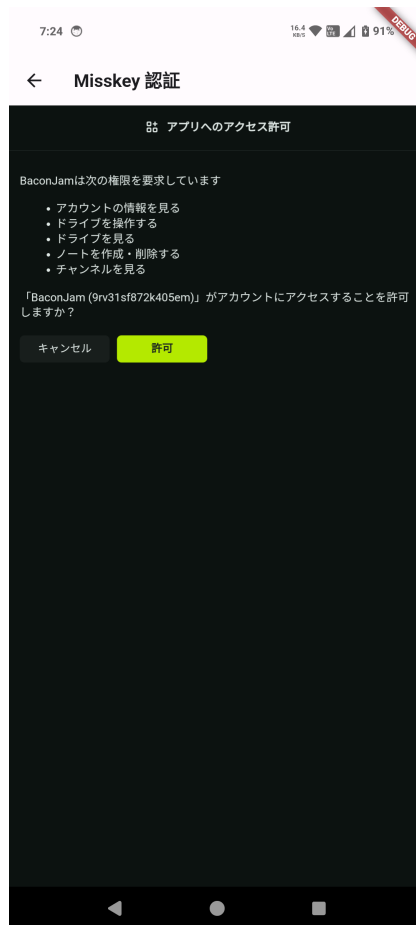 7:24
16.4 KB/S
Vo LTE
91%
DEBUG
Misskey 認証
アプリへのアクセス許可
BaconJamは次の権限を要求しています
• アカウントの情報を見る
• ドライブを操作する
• ドライブを見る
• ノートを作成・削除する
• チャンネルを見る
「BaconJam (9rv31sf872k405em)」がアカウントにアクセスすることを許可
しますか？
キャンセル
許可